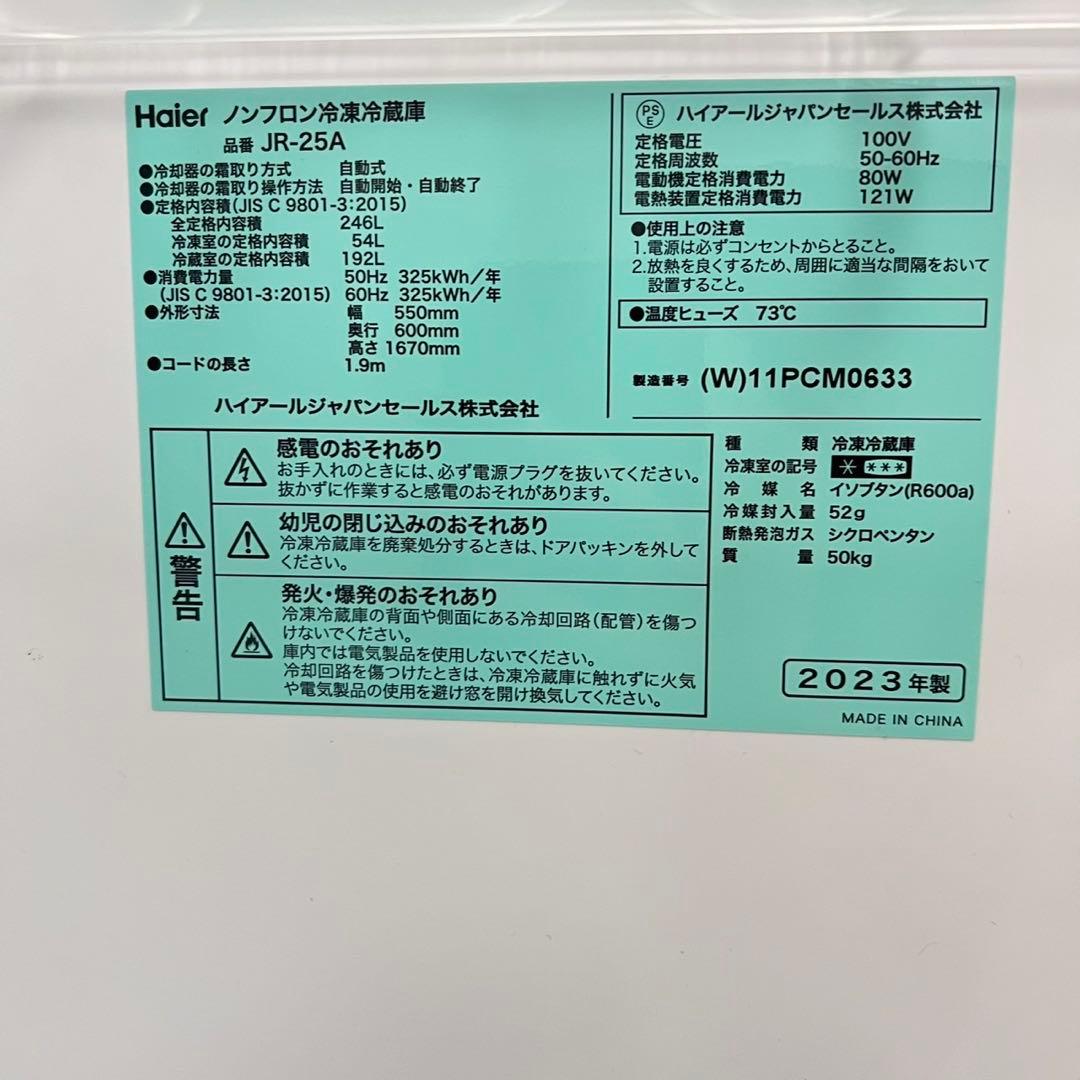 Haier ノンフロン冷凍冷蔵庫
品番 JR-25A
●冷却器の霜取り方式 自動式
●冷却器の霜取り操作方法 自動開始・自動終了
●定格内容積(JIS C 9801-3:2015)
全定格内容積 246L
冷凍室の定格内容積 54L
冷蔵室の定格内容積 192L
●消費電力量 50Hz 325kWh/年
(JIS C 9801-3:2015) 60Hz 325kWh/年
●外形寸法 幅 550mm
奥行 600mm
高さ 1670mm
●コードの長さ 1.9m
ハイアールジャパンセールス株式会社
PS
E
ハイアールジャパンセールス株式会社
定格電圧 100V
定格周波数 50-60Hz
電動機定格消費電力 80W
電熱装置定格消費電力 121W
●使用上の注意
1.電源は必ずコンセントからとること。
2.放熱を良くするため、周囲に適当な間隔をおいて
設置すること。
●温度ヒューズ 73℃
製造番号 (W)11PCM0633
警告
感電のおそれあり
お手入れのときには、必ず電源プラグを抜いてください。
抜かずに作業すると感電のおそれがあります。
幼児の閉じ込みのおそれあり
冷凍冷蔵庫を廃棄処分するときは、ドアパッキンを外して
ください。
発火・爆発のおそれあり
冷凍冷蔵庫の背面や側面にある冷却回路(配管)を傷つ
けないでください。
庫内では電気製品を使用しないでください。
冷却回路を傷つけたときは、冷凍冷蔵庫に触れずに火気
や電気製品の使用を避け窓を開け換気してください。
種類 冷凍冷蔵庫
冷凍室の記号 * ***
冷媒名 イソブタン(R600a)
冷媒封入量 52g
断熱発泡ガス シクロペンタン
質量 50kg
2023年製
MADE IN CHINA